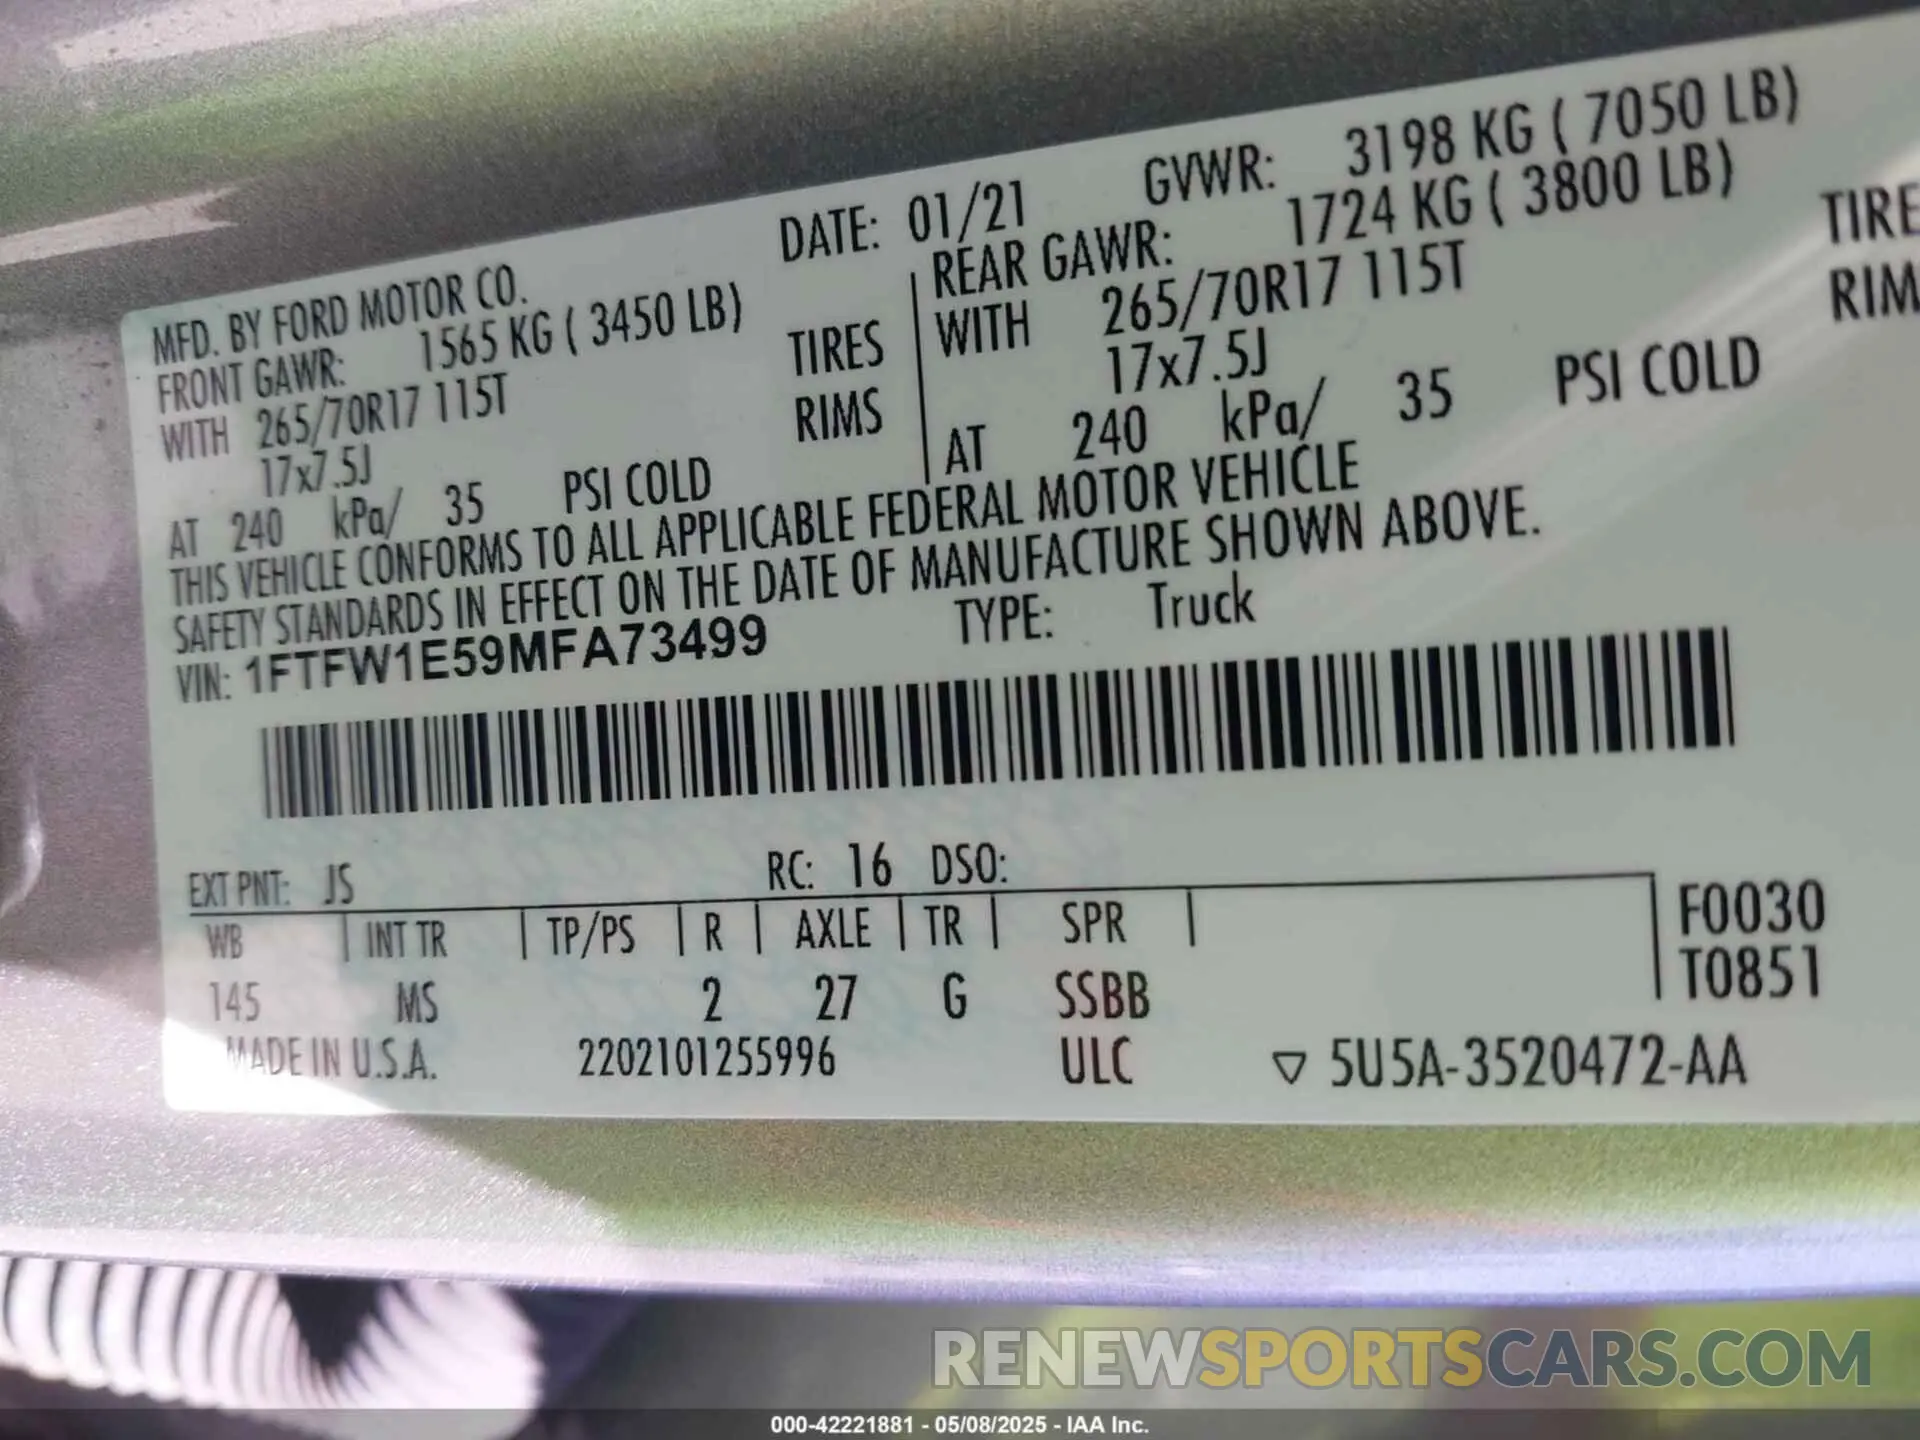 MFD. BY FORD MOTOR CO. DATE: 01/21 GVWR: 3198 KG ( 7050 LB)
FRONT GAWR: 1565 KG ( 3450 LB) REAR GAWR: 1724 KG ( 3800 LB)
WITH 265/70R17 115T TIRES WITH 265/70R17 115T TIRE
17x7.5J RIMS 17x7.5J RIM
AT 240 kPa/ 35 PSI COLD AT 240 kPa/ 35 PSI COLD
THIS VEHICLE CONFORMS TO ALL APPLICABLE FEDERAL MOTOR VEHICLE
SAFETY STANDARDS IN EFFECT ON THE DATE OF MANUFACTURE SHOWN ABOVE.
VIN: 1FTFW1E59MFA73499 TYPE: Truck
EXT PNT: JS RC: 16 DSO:
WB | INT TR | TP/PS | R | AXLE | TR | SPR | F0030
145 MS 2 27 G SSBB T0851
MADE IN U.S.A. 2202101255996 ULC ▽ 5U5A-3520472-AA
RENEWSPORTSCARS.COM
000-42221881 - 05/08/2025 - IAA Inc.